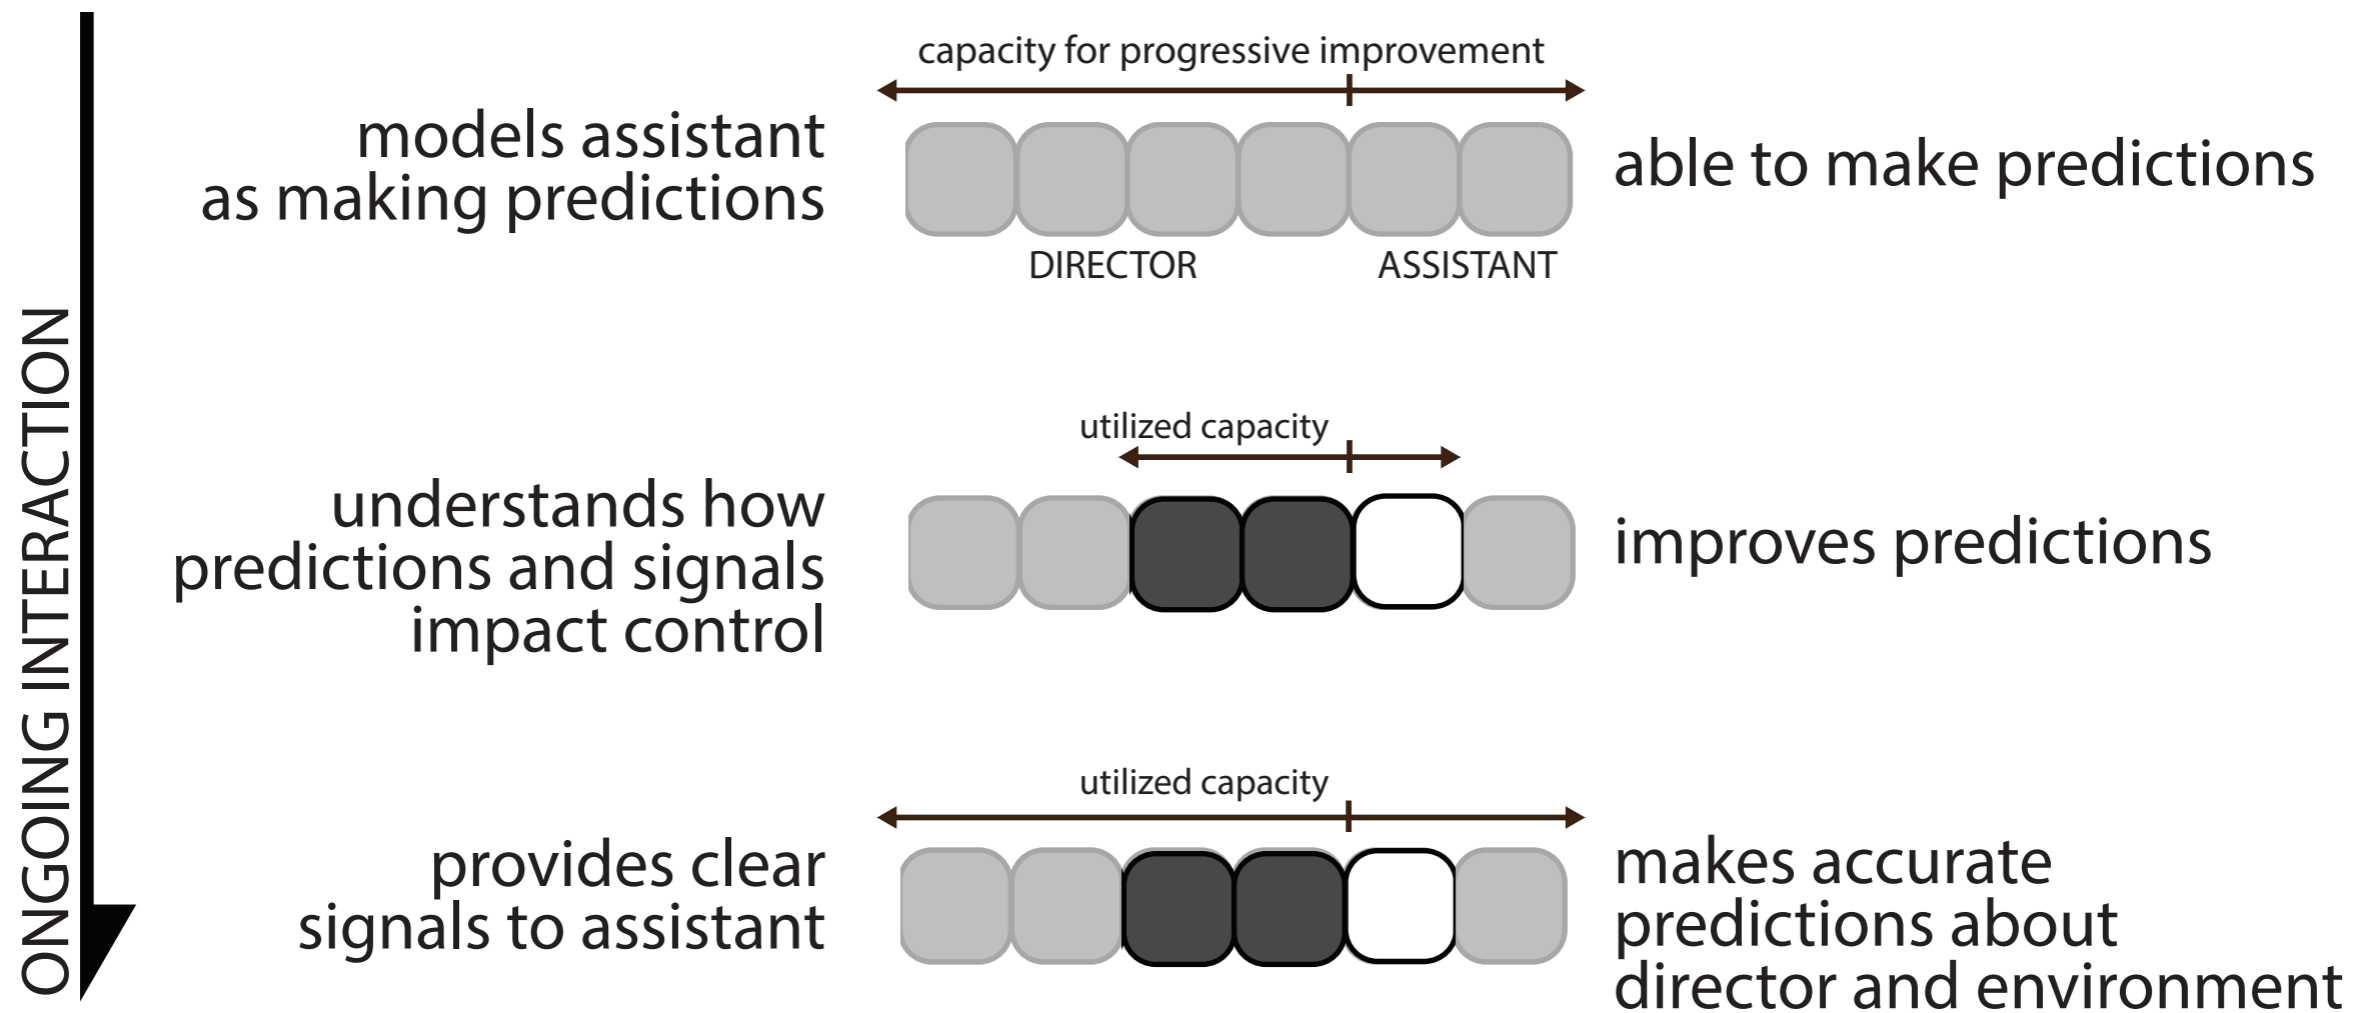 ONGOING INTERACTION
capacity for progressive improvement
models assistant
as making predictions
able to make predictions
DIRECTOR
ASSISTANT
utilized capacity
understands how
predictions and signals
impact control
improves predictions
utilized capacity
provides clear
signals to assistant
makes accurate
predictions about
director and environment